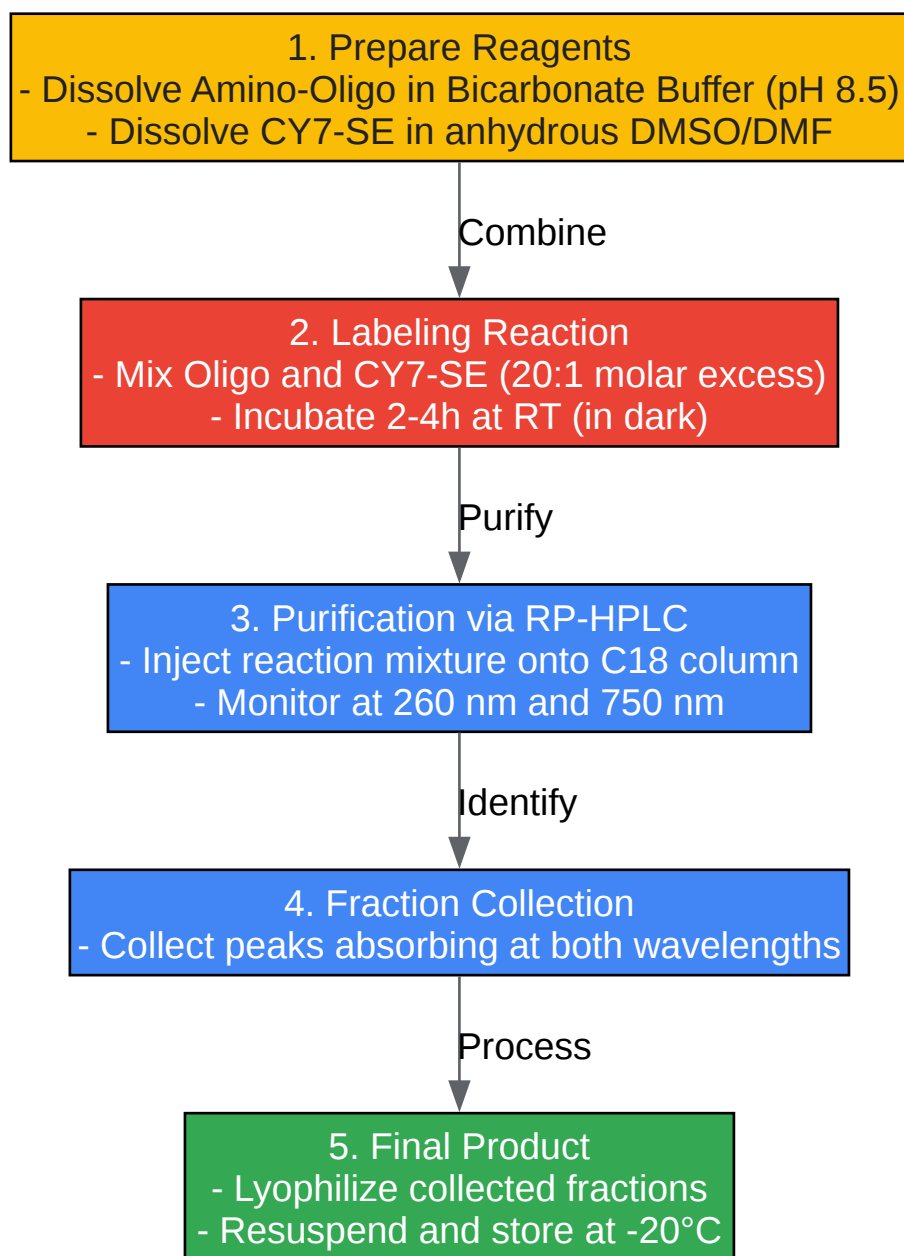 1. Prepare Reagents
- Dissolve Amino-Oligo in Bicarbonate Buffer (pH 8.5)
- Dissolve CY7-SE in anhydrous DMSO/DMF
Combine
2. Labeling Reaction
- Mix Oligo and CY7-SE (20:1 molar excess)
- Incubate 2-4h at RT (in dark)
Purify
3. Purification via RP-HPLC
- Inject reaction mixture onto C18 column
- Monitor at 260 nm and 750 nm
Identify
4. Fraction Collection
- Collect peaks absorbing at both wavelengths
Process
5. Final Product
- Lyophilize collected fractions
- Resuspend and store at -20°C